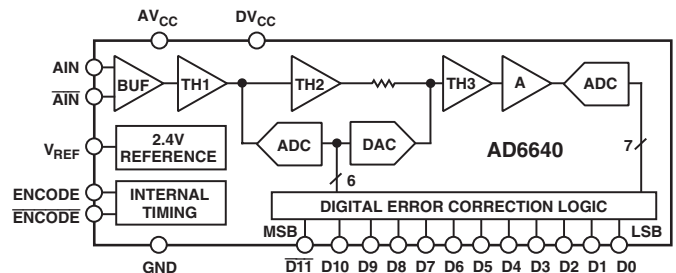 AVCC DVCC
AIN
AIN
BUF TH1 TH2 TH3 A ADC
ADC DAC
AD6640
7
VREF
2.4V
REFERENCE
6
ENCODE
ENCODE
INTERNAL
TIMING
DIGITAL ERROR CORRECTION LOGIC
MSB LSB
GND D11 D10 D9 D8 D7 D6 D5 D4 D3 D2 D1 D0